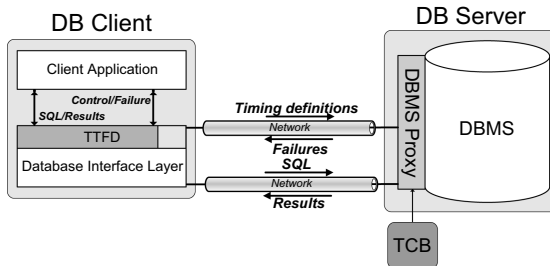 DB Client
DB Server
Client Application
Control/Failure
SQL/Results
TTFD
Database Interface Layer
Timing definitions
Network
Failures
SQL
Network
Results
DBMS Proxy
DBMS
TCB